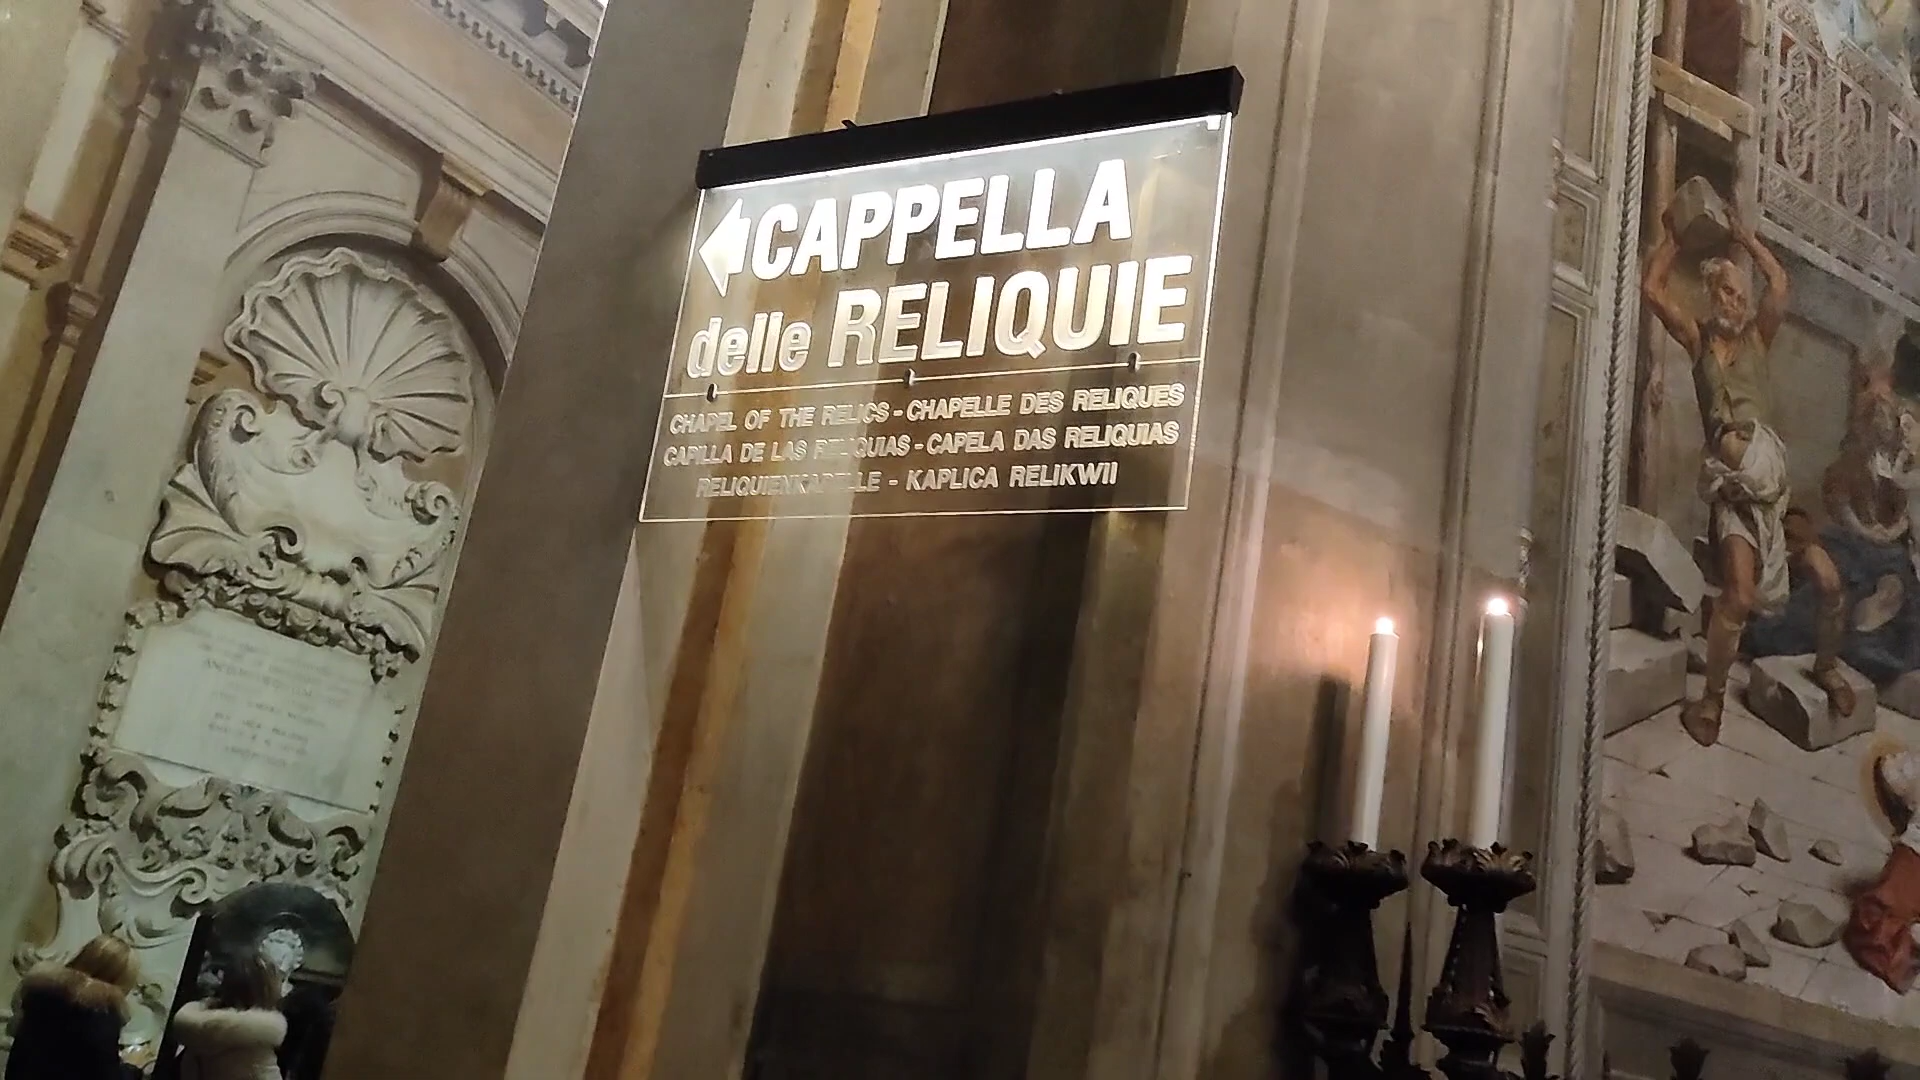 CAPPELLA
delle RELIQUIE
CHAPEL OF THE RELICS - CHAPELLE DES RELIQUES
CAPILLA DE LAS RELIQUIAS - CAPELA DAS RELIQUIAS
RELIQUIENKAPELLE - KAPLICA RELIKWII